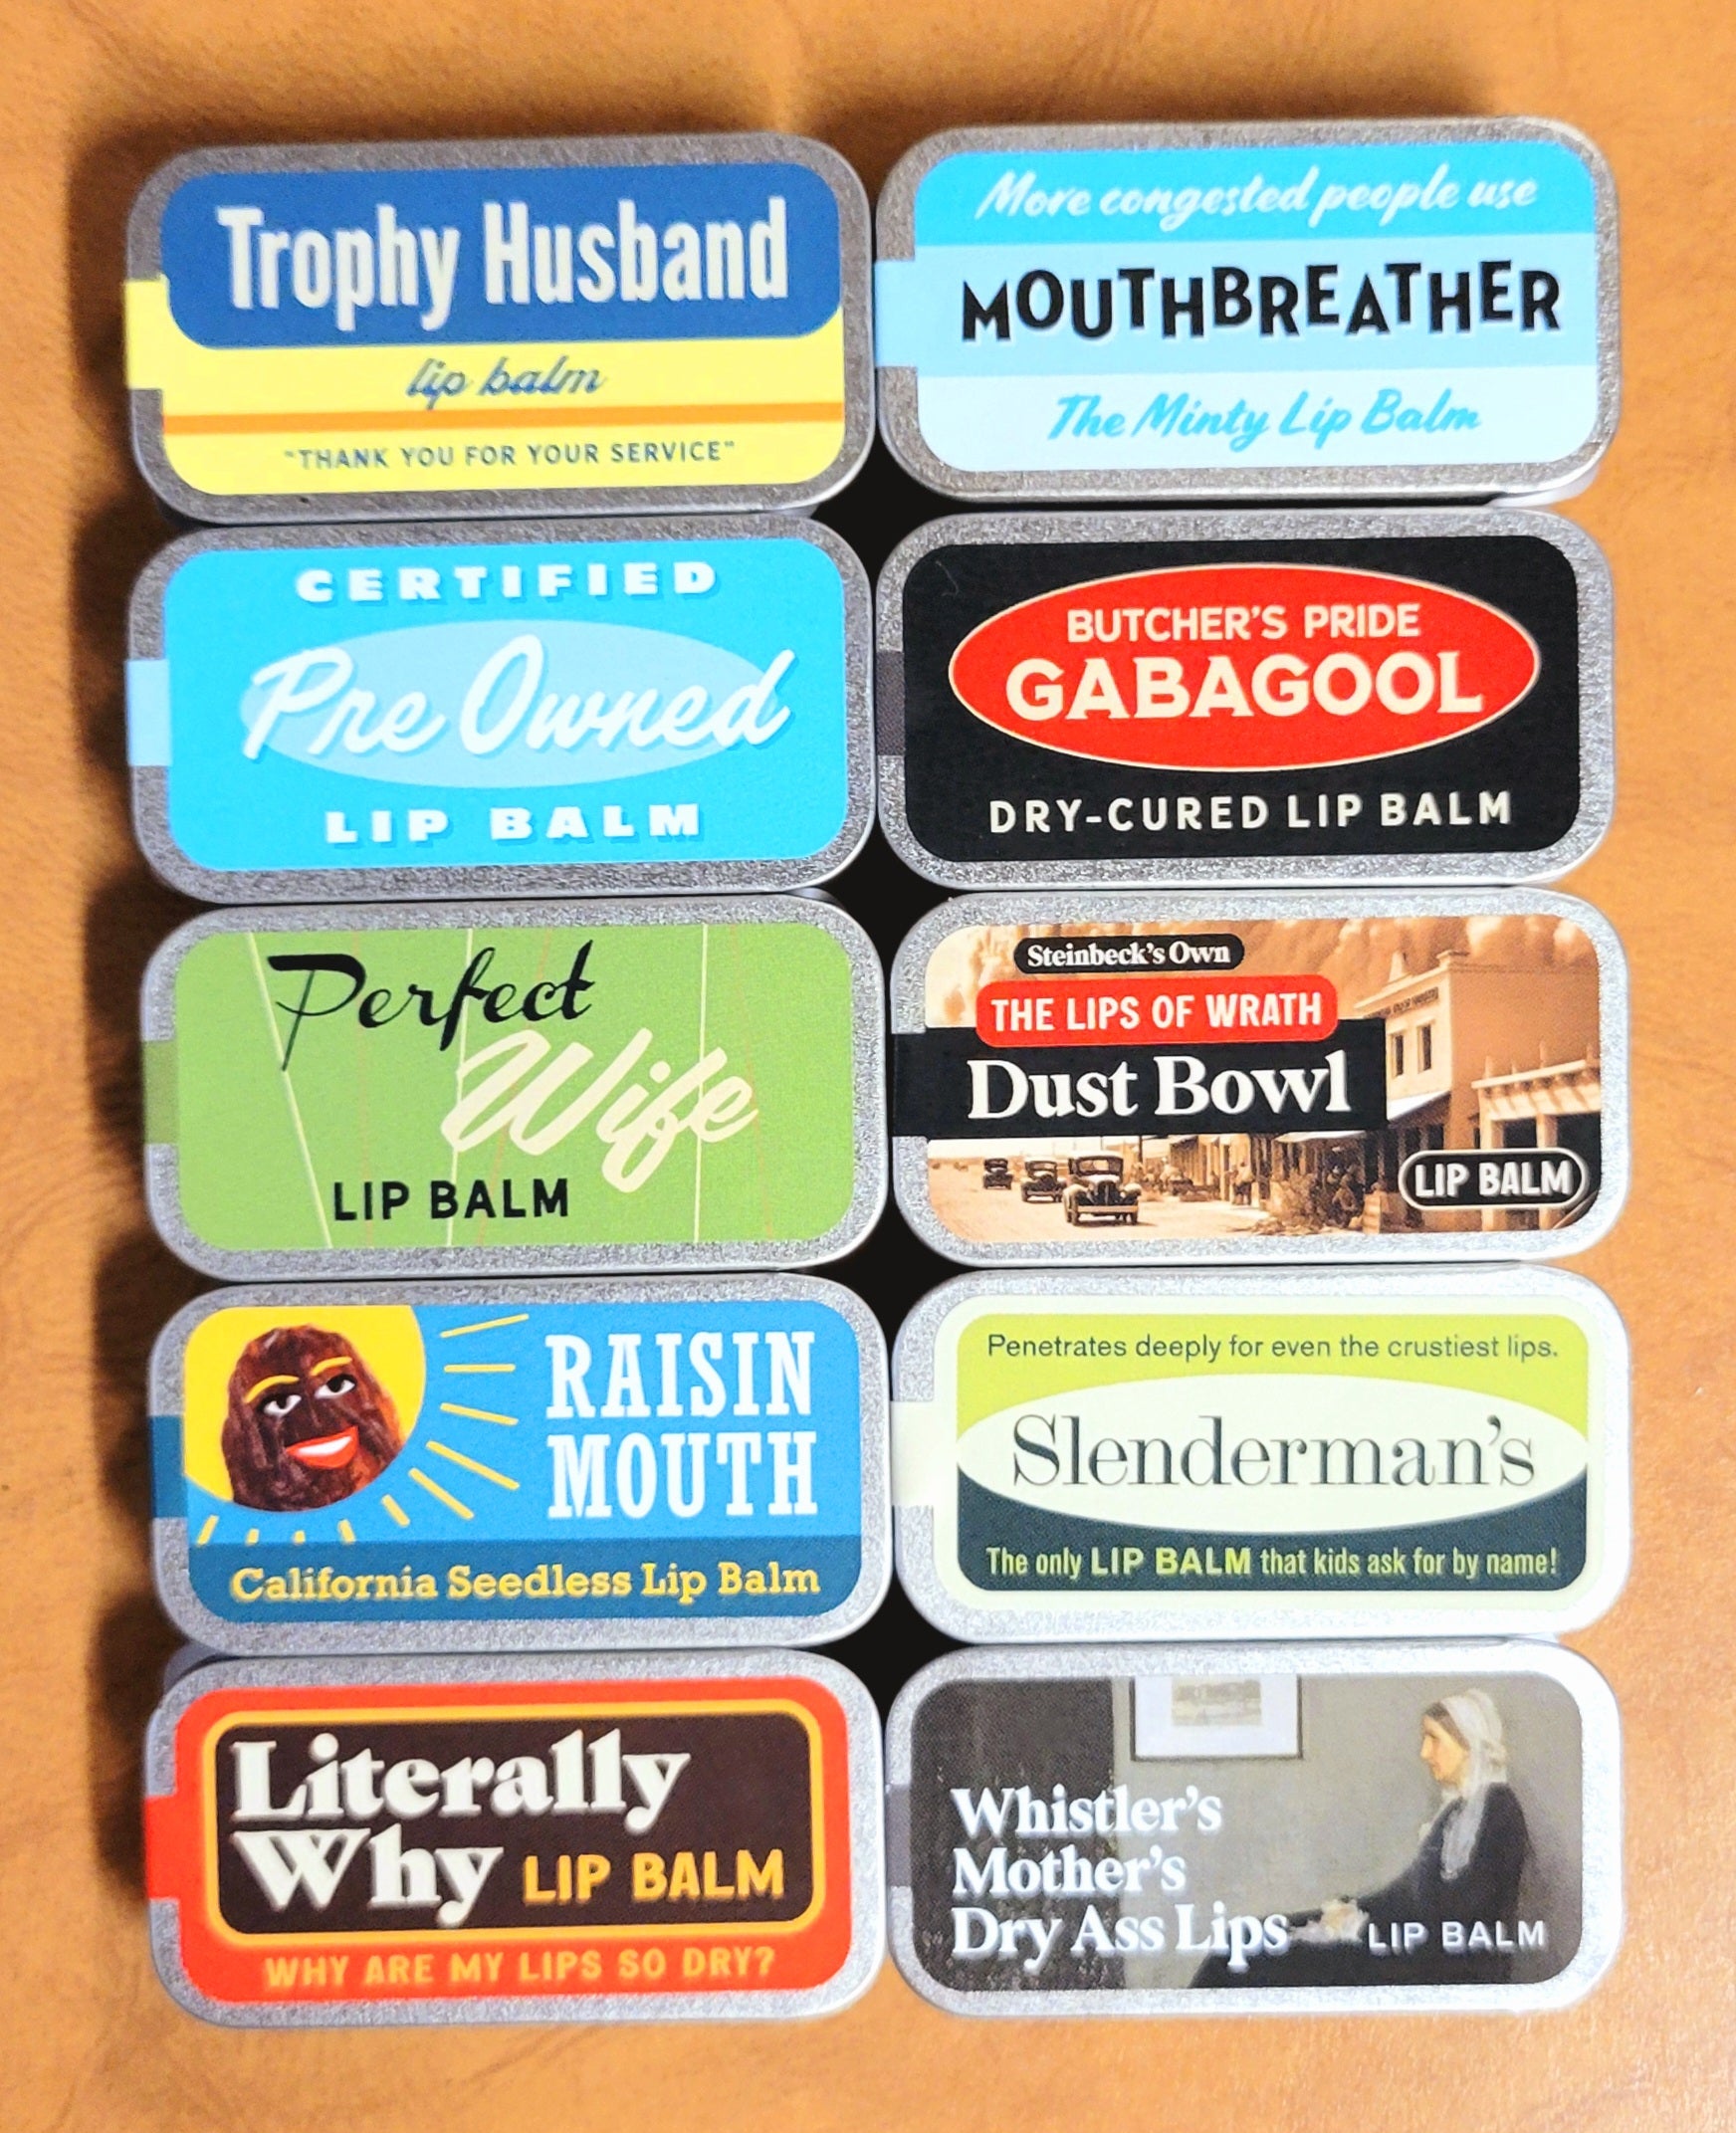 Trophy Husband
lip balm
"THANK YOU FOR YOUR SERVICE"
More congested people use
MOUTHBREATHER
The Minty Lip Balm
CERTIFIED
Pre Owned
LIP BALM
BUTCHER'S PRIDE
GABAGOOL
DRY-CURED LIP BALM
Perfect
Wife
LIP BALM
Steinbeck's Own
THE LIPS OF WRATH
Dust Bowl
LIP BALM
RAISIN
MOUTH
California Seedless Lip Balm
Penetrates deeply for even the crustiest lips.
Slenderman's
The only LIP BALM that kids ask for by name!
Literally
Why LIP BALM
WHY ARE MY LIPS SO DRY?
Whistler's
Mother's
Dry Ass Lips
LIP BALM